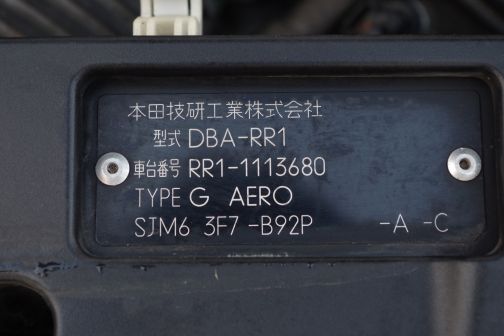 本田技研工業株式会社
型式 DBA-RR1
車台番号 RR1-1113680
TYPE G AERO
SJM6 3F7 -B92P -A -C